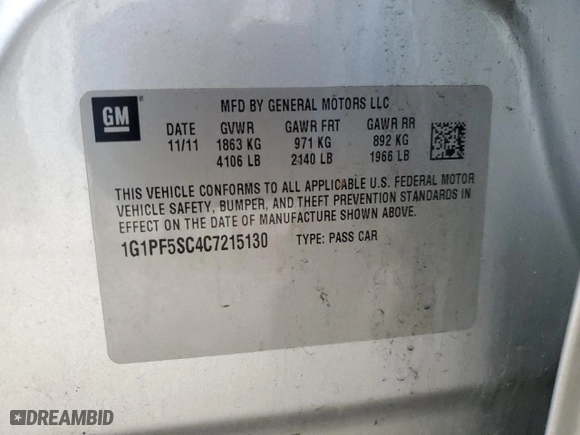 GM
MFD BY GENERAL MOTORS LLC
DATE GVWR GAWR FRT GAWR RR
11/11 1863 KG 971 KG 892 KG
4106 LB 2140 LB 1966 LB
THIS VEHICLE CONFORMS TO ALL APPLICABLE U.S. FEDERAL MOTOR
VEHICLE SAFETY, BUMPER, AND THEFT PREVENTION STANDARDS IN
EFFECT ON THE DATE OF MANUFACTURE SHOWN ABOVE.
1G1PF5SC4C7215130 TYPE: PASS CAR
DREAMBID